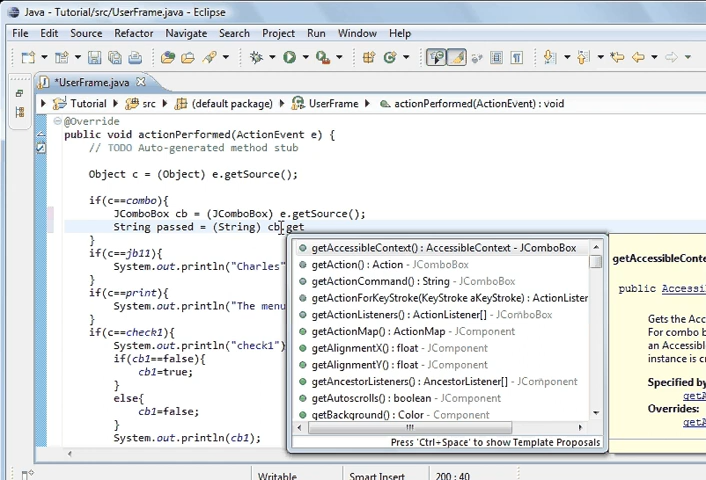 Java - Tutorial/src/UserFrame.java - Eclipse
File Edit Source Refactor Navigate Search Project Run Window Help
*UserFrame.java
Tutorial src (default package) UserFrame actionPerformed(ActionEvent) : void
@Override
public void actionPerformed(ActionEvent e) {
// TODO Auto-generated method stub
Object c = (Object) e.getSource();
if(c==combo){
JComboBox cb = (JComboBox) e.getSource();
String passed = (String) cb.get
}
if(c==jb11){
System.out.println("Charles"
}
if(c==print){
System.out.println("The menu
}
if(c==check1){
System.out.println("check1")
if(cb1==false){
cb1=true;
}
else{
cb1=false;
}
System.out.println(cb1);
getAccessibleContext() : AccessibleContext - JComboBox
getAction() : Action - JComboBox
getActionCommand() : String - JComboBox
getActionForKeyStroke(KeyStroke aKeyStroke) : ActionListen
getActionListeners() : ActionListener[] - JComboBox
getActionMap() : ActionMap - JComponent
getAlignmentX() : float - JComponent
getAlignmentY() : float - JComponent
getAncestorListeners() : AncestorListener[] - JComponent
getAutoscrolls() : boolean - JComponent
getBackground() : Color - Component
Press 'Ctrl+Space' to show Template Proposals
getAccessibleConte
public Accessi
Gets the Acc
For combo b
an Accessible
instance is cr
Specified by
getA
Overrides:
getA
Writable Smart Insert 200 : 40